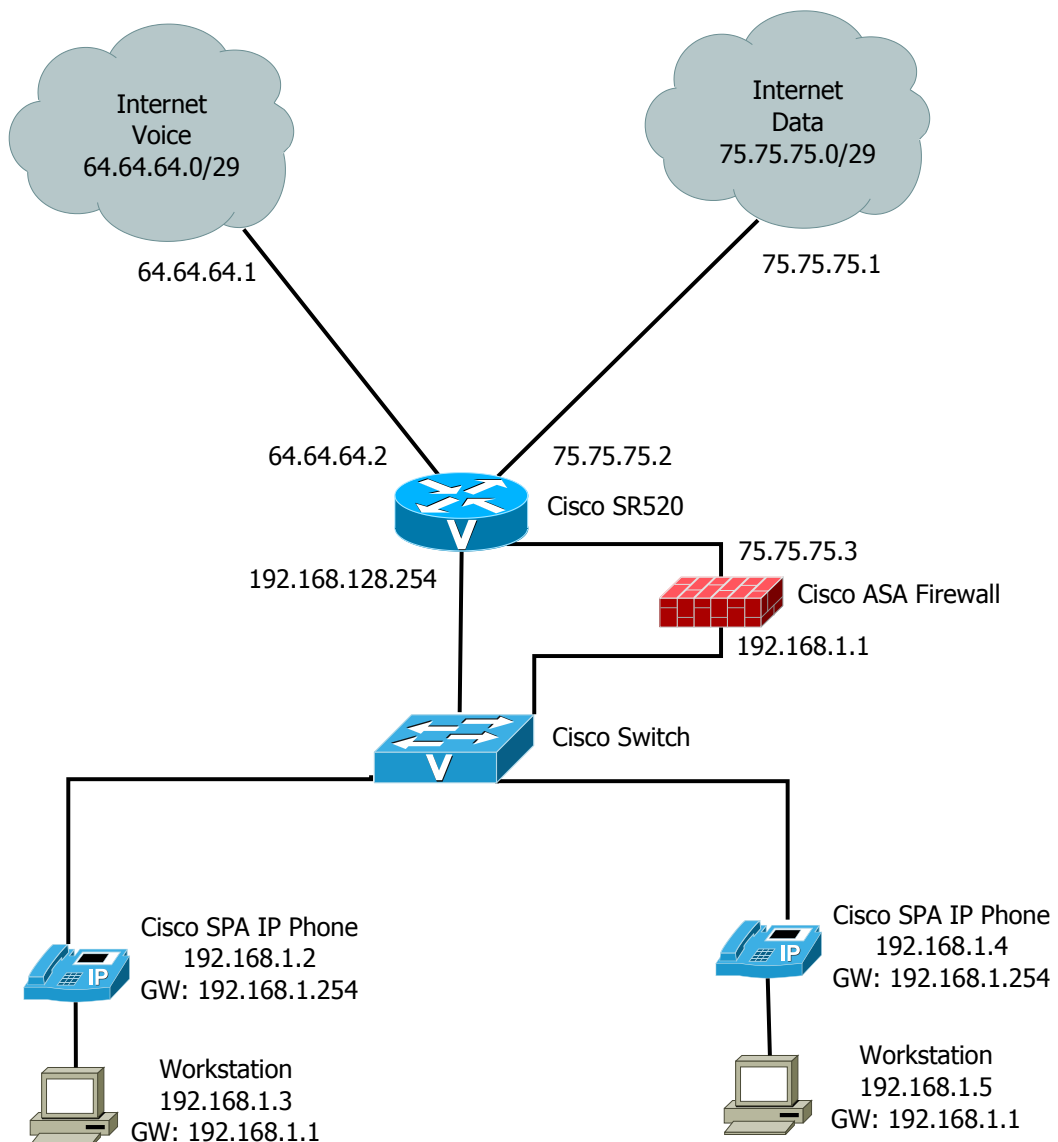 Internet
Voice
64.64.64.0/29
Internet
Data
75.75.75.0/29
64.64.64.1
75.75.75.1
64.64.64.2
75.75.75.2
Cisco SR520
V
75.75.75.3
192.168.128.254
Cisco ASA Firewall
192.168.1.1
Cisco Switch
V
Cisco SPA IP Phone
192.168.1.2
GW: 192.168.1.254
IP
Cisco SPA IP Phone
192.168.1.4
GW: 192.168.1.254
IP
Workstation
192.168.1.3
GW: 192.168.1.1
Workstation
192.168.1.5
GW: 192.168.1.1